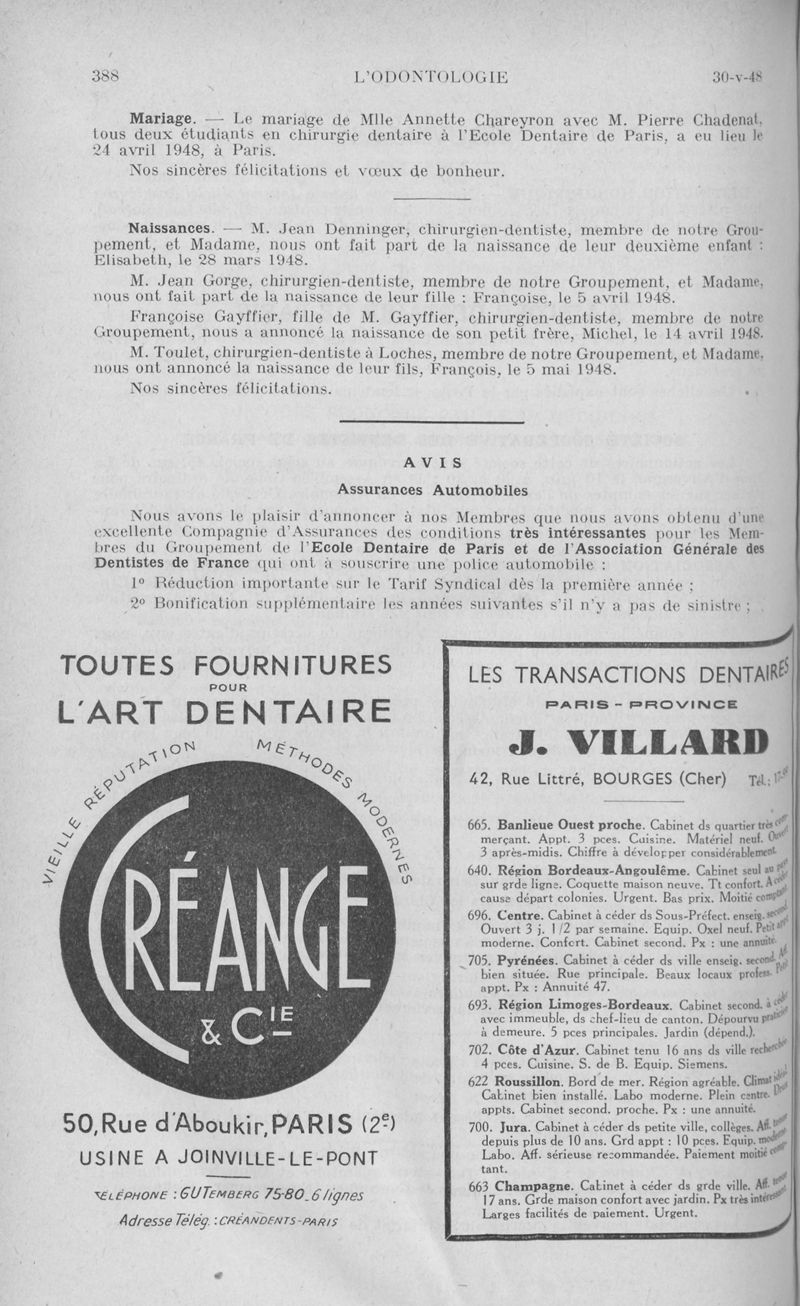 388
L'ODONTOLOGIE
30-v-48
Mariage. — Le mariage de Mlle Annette Chareyron avec M. Pierre Chadenat,
tous deux étudiants en chirurgie dentaire à l'Ecole Dentaire de Paris, a eu lieu le
24 avril 1948, à Paris.
Nos sincères félicitations et vœux de bonheur.
Naissances. — M. Jean Denninger, chirurgien-dentiste, membre de notre Grou-
pement, et Madame, nous ont fait part de la naissance de leur deuxième enfant :
Elisabeth, le 28 mars 1948.
M. Jean Gorge, chirurgien-dentiste, membre de notre Groupement, et Madame,
nous ont fait part de la naissance de leur fille : Françoise, le 5 avril 1948.
Françoise Gayffier, fille de M. Gayffier, chirurgien-dentiste, membre de notre
Groupement, nous a annoncé la naissance de son petit frère, Michel, le 14 avril 1948.
M. Toulet, chirurgien-dentiste à Loches, membre de notre Groupement, et Madame,
nous ont annoncé la naissance de leur fils, François, le 5 mai 1948.
Nos sincères félicitations.
AVIS
Assurances Automobiles
Nous avons le plaisir d'annoncer à nos Membres que nous avons obtenu d'une
excellente Compagnie d'Assurances des conditions très intéressantes pour les Mem-
bres du Groupement de l'Ecole Dentaire de Paris et de l'Association Générale des
Dentistes de France qui ont à souscrire une police automobile :
1º Réduction importante sur le Tarif Syndical dès la première année ;
2º Bonification supplémentaire les années suivantes s'il n'y a pas de sinistre ;
TOUTES FOURNITURES
POUR
L'ART DENTAIRE
VIEILLE RÉPUTATION MÉTHODES MODERNES
CRÉANGE
& CIE
50, Rue d'Aboukir, PARIS (2e)
USINE A JOINVILLE-LE-PONT
TÉLÉPHONE : GUTEMBERG 75-80_6 lignes
Adresse Télég. : CRÉANDENTS-PARIS
LES TRANSACTIONS DENTAIRES
PARIS - PROVINCE
J. VILLARD
42, Rue Littré, BOURGES (Cher) Tél. :
665. Banlieue Ouest proche. Cabinet ds quartier très
merçant. Appt. 3 pces. Cuisine. Matériel neuf.
3 après-midis. Chiffre à développer considérablement.
640. Région Bordeaux-Angoulême. Cabinet seul au
sur grde ligne. Coquette maison neuve. Tt confort.
cause départ colonies. Urgent. Bas prix. Moitié
696. Centre. Cabinet à céder ds Sous-Préfect. enseig.
Ouvert 3 j. 1/2 par semaine. Equip. Oxel neuf. Petit
moderne. Confort. Cabinet second. Px : une annuité.
705. Pyrénées. Cabinet à céder ds ville enseig. second.
bien située. Rue principale. Beaux locaux profess.
appt. Px : Annuité 47.
693. Région Limoges-Bordeaux. Cabinet second. à
avec immeuble, ds chef-lieu de canton. Dépourvu
à demeure. 5 pces principales. Jardin (dépend.).
702. Côte d'Azur. Cabinet tenu 16 ans ds ville
4 pces. Cuisine. S. de B. Equip. Siemens.
622 Roussillon. Bord de mer. Région agréable. Climat
Cabinet bien installé. Labo moderne. Plein centre.
appts. Cabinet second. proche. Px : une annuité.
700. Jura. Cabinet à céder ds petite ville, collèges. Aff.
depuis plus de 10 ans. Grd appt : 10 pces. Equip.
Labo. Aff. sérieuse recommandée. Paiement moitié
tant.
663 Champagne. Cabinet à céder ds grde ville. Aff.
17 ans. Grde maison confort avec jardin. Px très
Larges facilités de paiement. Urgent.